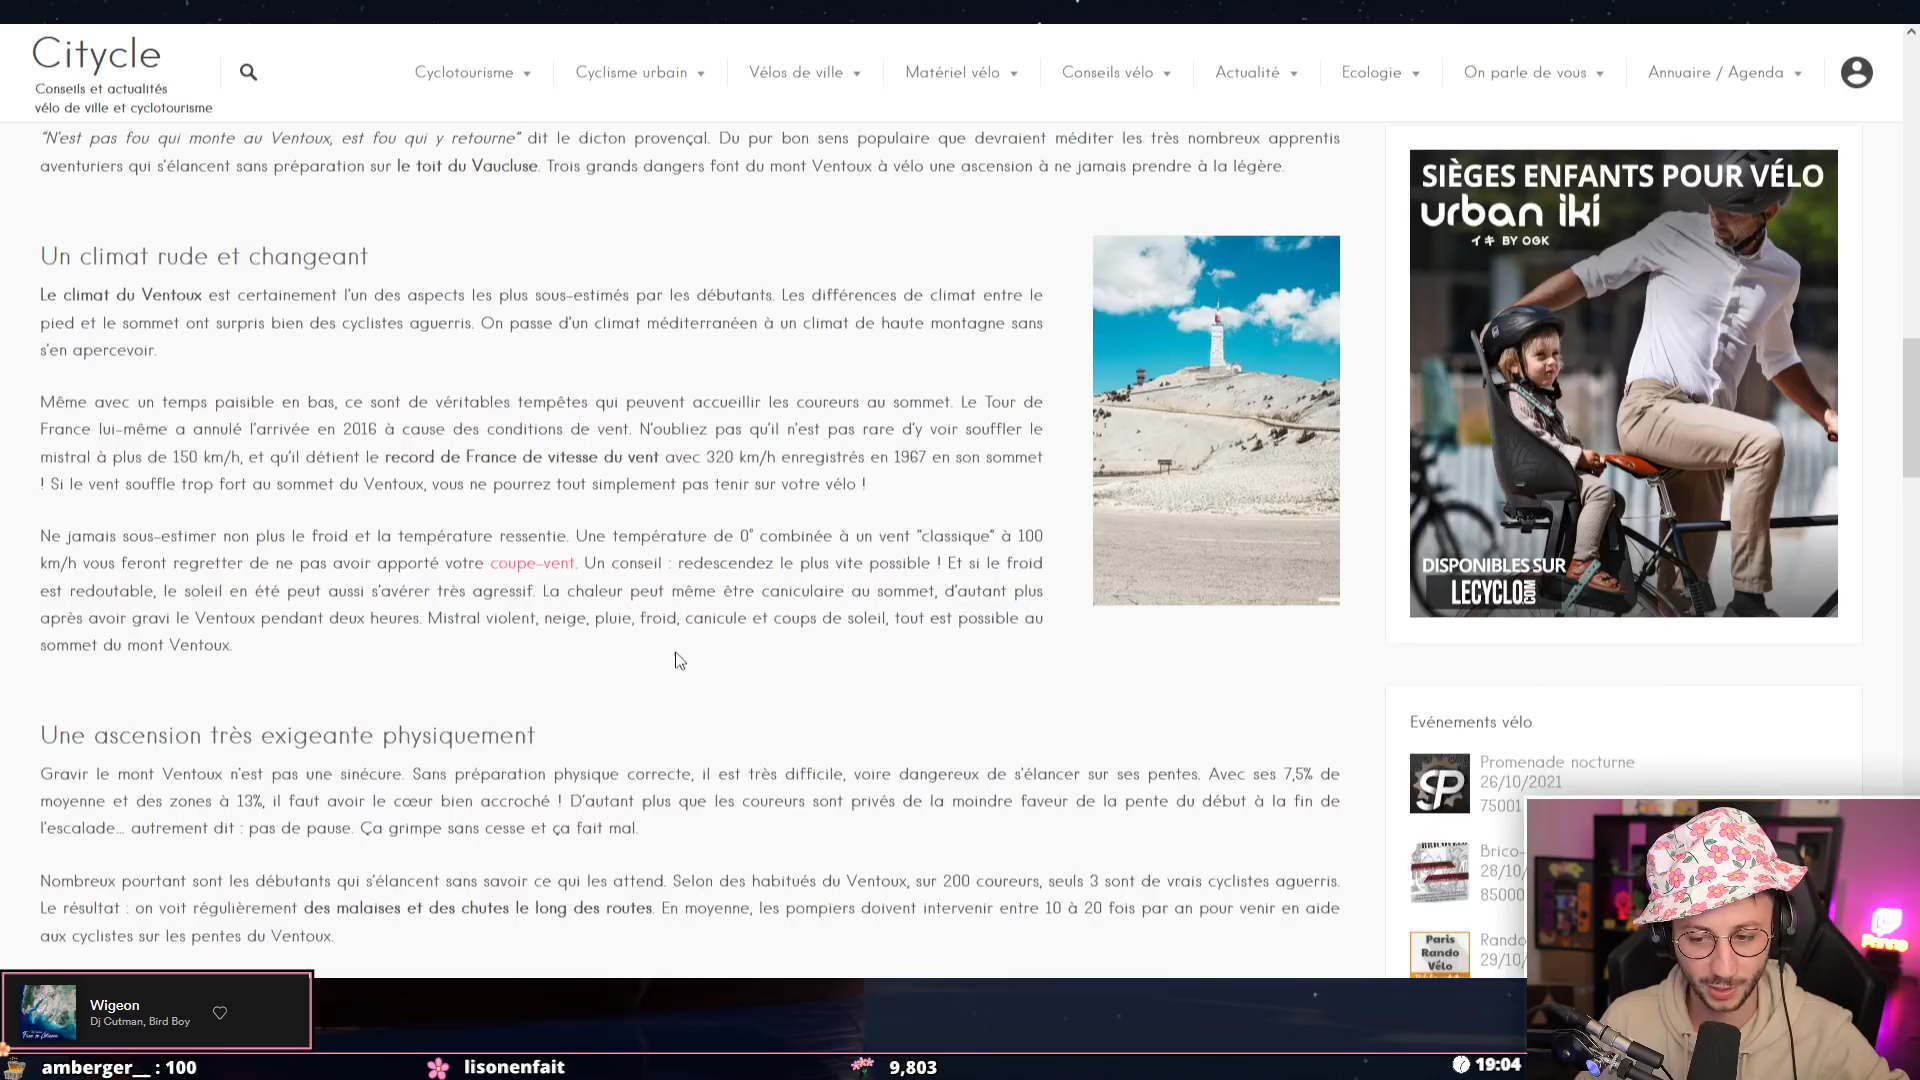 Citycle
Conseils et actualités
vélo de ville et cyclotourisme
Cyclotourisme
Cyclisme urbain
Vélos de ville
Matériel vélo
Conseils vélo
Actualité
Ecologie
On parle de vous
Annuaire / Agenda
“N’est pas fou qui monte au Ventoux, est fou qui y retourne” dit le dicton provençal. Du pur bon sens populaire que devraient méditer les très nombreux apprentis
aventuriers qui s’élancent sans préparation sur le toit du Vaucluse. Trois grands dangers font du mont Ventoux à vélo une ascension à ne jamais prendre à la légère.
Un climat rude et changeant
Le climat du Ventoux est certainement l’un des aspects les plus sous-estimés par les débutants. Les différences de climat entre le
pied et le sommet ont surpris bien des cyclistes aguerris. On passe d’un climat méditerranéen à un climat de haute montagne sans
s’en apercevoir.
Même avec un temps paisible en bas, ce sont de véritables tempêtes qui peuvent accueillir les coureurs au sommet. Le Tour de
France lui-même a annulé l’arrivée en 2016 à cause des conditions de vent. N’oubliez pas qu’il n’est pas rare d’y voir souffler le
mistral à plus de 150 km/h, et qu’il détient le record de France de vitesse du vent avec 320 km/h enregistrés en 1967 en son sommet
! Si le vent souffle trop fort au sommet du Ventoux, vous ne pourrez tout simplement pas tenir sur votre vélo !
Ne jamais sous-estimer non plus le froid et la température ressentie. Une température de 0° combinée à un vent “classique” à 100
km/h vous feront regretter de ne pas avoir apporté votre coupe-vent. Un conseil : redescendez le plus vite possible ! Et si le froid
est redoutable, le soleil en été peut aussi s’avérer très agressif. La chaleur peut même être caniculaire au sommet, d’autant plus
après avoir gravi le Ventoux pendant deux heures. Mistral violent, neige, pluie, froid, canicule et coups de soleil, tout est possible au
sommet du mont Ventoux.
Une ascension très exigeante physiquement
Gravir le mont Ventoux n’est pas une sinécure. Sans préparation physique correcte, il est très difficile, voire dangereux de s’élancer sur ses pentes. Avec ses 7,5% de
moyenne et des zones à 13%, il faut avoir le cœur bien accroché ! D’autant plus que les coureurs sont privés de la moindre faveur de la pente du début à la fin de
l’escalade… autrement dit : pas de pause. Ça grimpe sans cesse et ça fait mal.
Nombreux pourtant sont les débutants qui s’élancent sans savoir ce qui les attend. Selon des habitués du Ventoux, sur 200 coureurs, seuls 3 sont de vrais cyclistes aguerris.
Le résultat : on voit régulièrement des malaises et des chutes le long des routes. En moyenne, les pompiers doivent intervenir entre 10 à 20 fois par an pour venir en aide
aux cyclistes sur les pentes du Ventoux.
SIÈGES ENFANTS POUR VÉLO
urban iki
イキ BY OGK
DISPONIBLES SUR
LECYCLO.COM
Evénements vélo
SP
Promenade nocturne
26/10/2021
75001
Brico-
28/10/
85000
Paris
Rando
Vélo
Rando
29/10/
Wigeon
Dj Cutman, Bird Boy
amberger__ : 100
lisonenfait
9,803
19:04